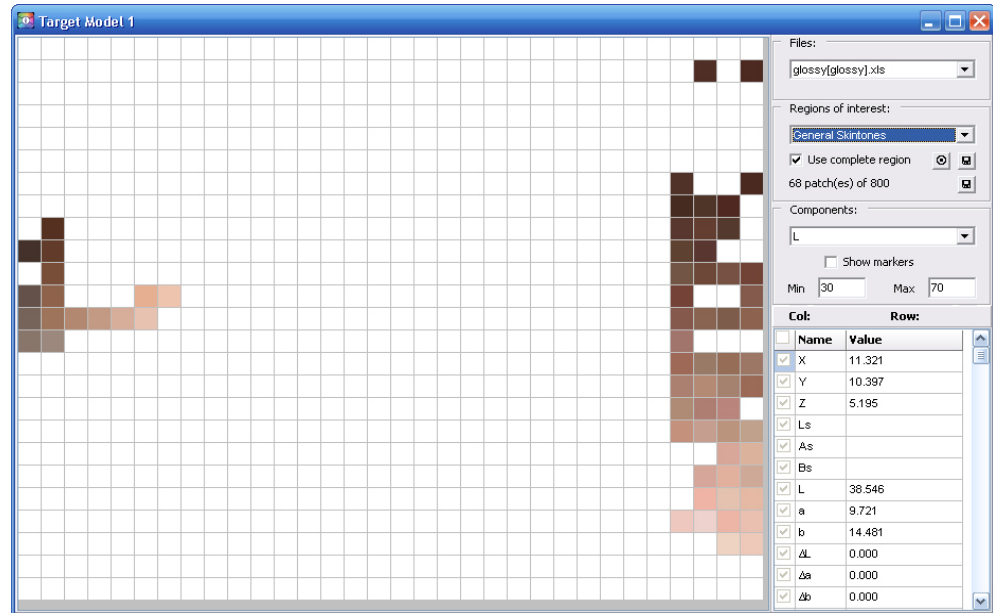 Target Model 1
Files:
glossy[glossy].xls
Regions of interest:
General Skintones
Use complete region
68 patch(es) of 800
Components:
L
Show markers
Min 30 Max 70
Col: Row:
Name Value
X 11.321
Y 10.397
Z 5.195
Ls
As
Bs
L 38.546
a 9.721
b 14.481
ΔL 0.000
Δa 0.000
Δb 0.000